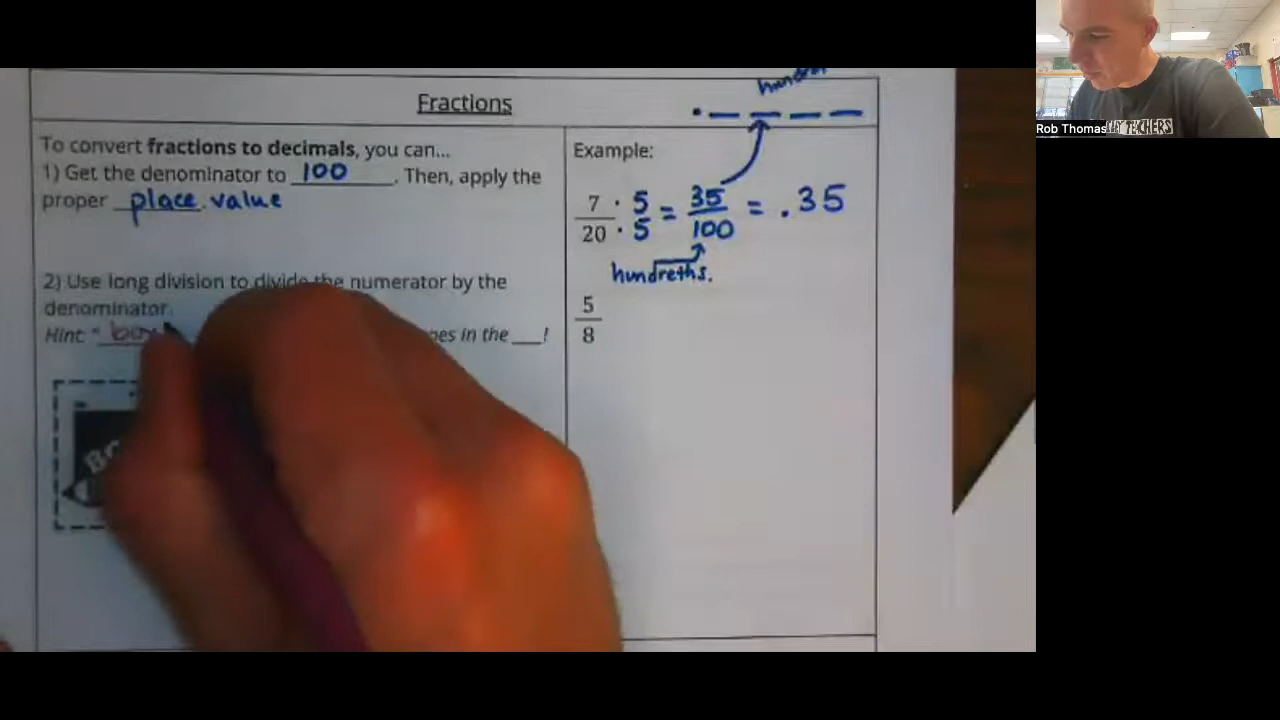 Fractions
To convert fractions to decimals, you can...
1) Get the denominator to 100. Then, apply the
proper place value
2) Use long division to divide the numerator by the
denominator.
Hint: "
in the ___!
Example:
. _ _ _ _
7/20 · 5/5 = 35/100 = .35
hundreths.
5/8
Rob Thomas